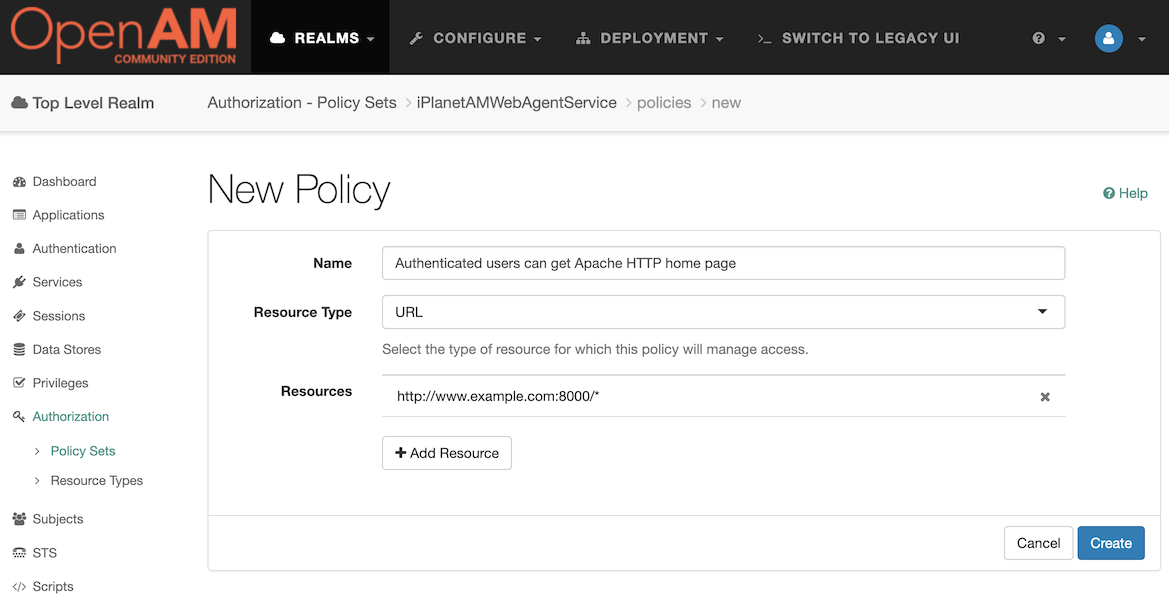 OpenAM
COMMUNITY EDITION
REALMS
CONFIGURE
DEPLOYMENT
>_ SWITCH TO LEGACY UI
Top Level Realm
Authorization - Policy Sets > iPlanetAMWebAgentService > policies > new
Dashboard
Applications
Authentication
Services
Sessions
Data Stores
Privileges
Authorization
Policy Sets
Resource Types
Subjects
STS
Scripts
New Policy
Help
Name
Authenticated users can get Apache HTTP home page
Resource Type
URL
Select the type of resource for which this policy will manage access.
Resources
http://www.example.com:8000/*
Add Resource
Cancel
Create